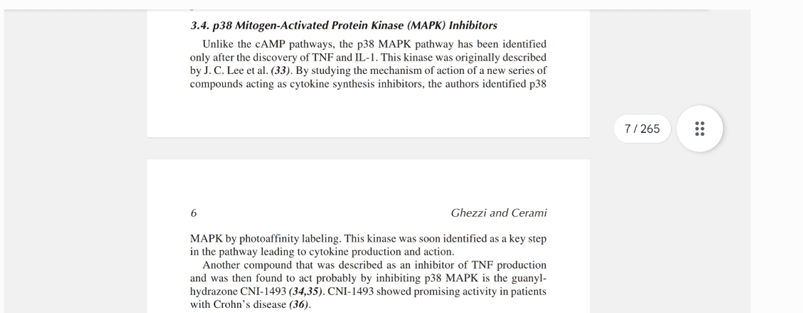 3.4. p38 Mitogen-Activated Protein Kinase (MAPK) Inhibitors
Unlike the cAMP pathways, the p38 MAPK pathway has been identified
only after the discovery of TNF and IL-1. This kinase was originally described
by J. C. Lee et al. (33). By studying the mechanism of action of a new series of
compounds acting as cytokine synthesis inhibitors, the authors identified p38
7 / 265
6 Ghezzi and Cerami
MAPK by photoaffinity labeling. This kinase was soon identified as a key step
in the pathway leading to cytokine production and action.
Another compound that was described as an inhibitor of TNF production
and was then found to act probably by inhibiting p38 MAPK is the guanyl-
hydrazone CNI-1493 (34,35). CNI-1493 showed promising activity in patients
with Crohn's disease (36).